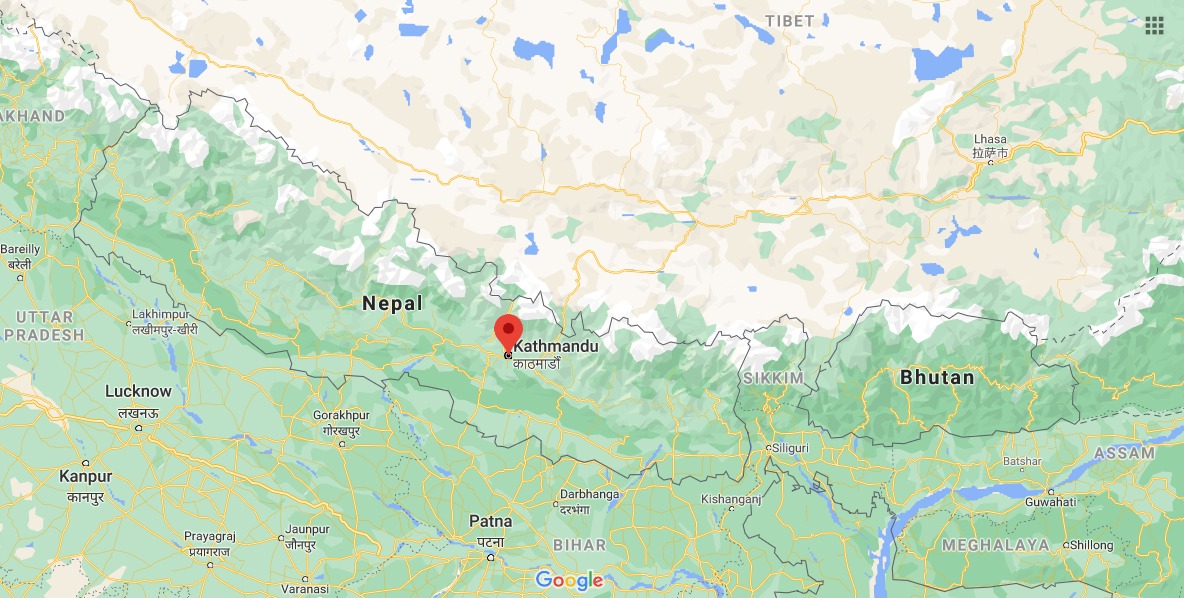 TIBET
AKHAND
Lhasa
拉萨市
Bareilly
बरेली
Nepal
Lakhimpur
लखीमपुर-खीरी
UTTAR
PRADESH
Kathmandu
काठमाडौँ
SIKKIM
Bhutan
Lucknow
लखनऊ
Gorakhpur
गोरखपुर
Siliguri
ASSAM
Batshar
Kanpur
कानपुर
Darbhanga
दरभंगा
Kishanganj
Guwahati
Patna
पटना
Jaunpur
जौनपुर
Prayagraj
प्रयागराज
BIHAR
MEGHALAYA
Shillong
Varanasi
Google